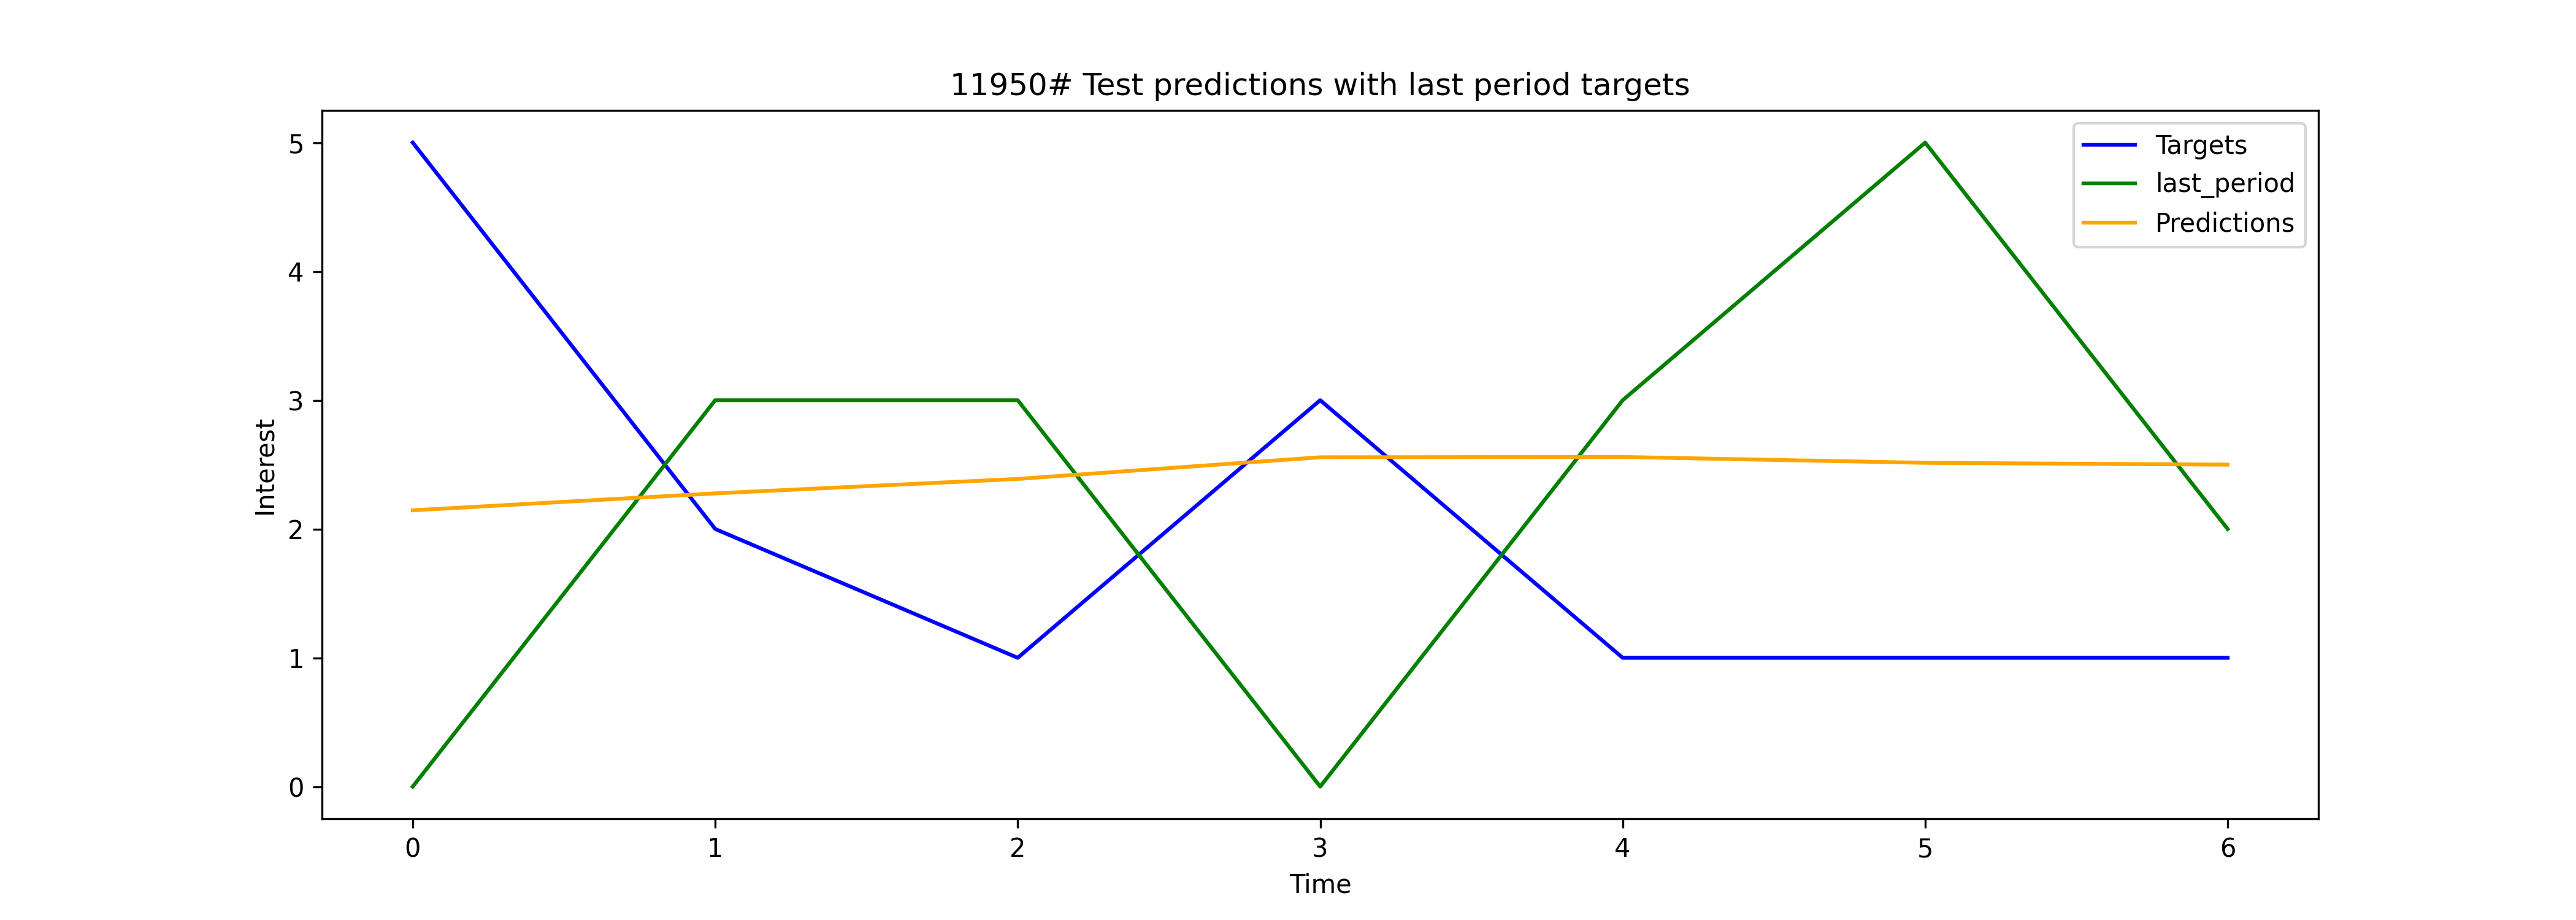 11950# Test predictions with last period targets
Targets
last_period
Predictions
5
4
3
2
1
0
Interest
0 1 2 3 4 5 6
Time